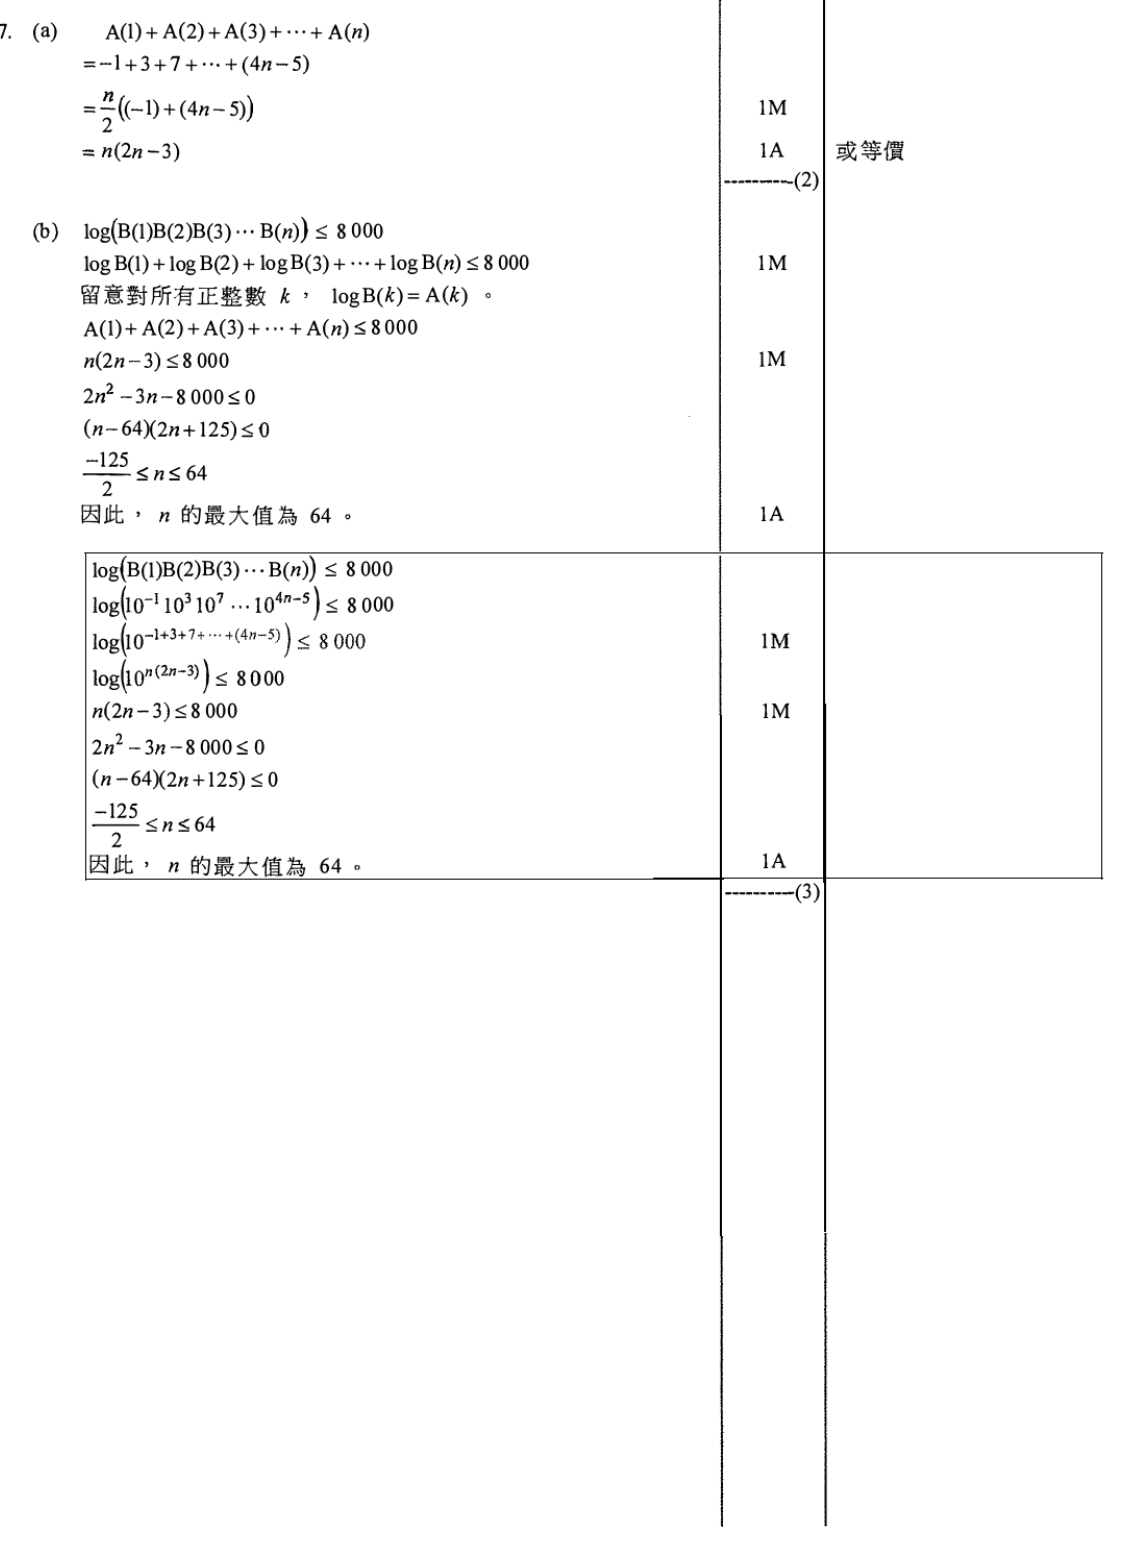 7. (a) A(1) + A(2) + A(3) + ··· + A(n)
= −1 + 3 + 7 + ··· + (4n − 5)
= n/2 ((−1) + (4n − 5)) 1M
= n(2n − 3) 1A 或等價
----------(2)
(b) log(B(1)B(2)B(3) ··· B(n)) ≤ 8 000
log B(1) + log B(2) + log B(3) + ··· + log B(n) ≤ 8 000 1M
留意對所有正整數 k , log B(k) = A(k) 。
A(1) + A(2) + A(3) + ··· + A(n) ≤ 8 000
n(2n − 3) ≤ 8 000 1M
2n² − 3n − 8 000 ≤ 0
(n − 64)(2n + 125) ≤ 0
−125/2 ≤ n ≤ 64
因此, n 的最大值為 64 。 1A
log(B(1)B(2)B(3) ··· B(n)) ≤ 8 000
log(10⁻¹ 10³ 10⁷ ··· 10⁴ⁿ⁻⁵) ≤ 8 000
log(10^(−1+3+7+ ··· +(4n−5))) ≤ 8 000 1M
log(10^(n(2n−3))) ≤ 8 000
n(2n − 3) ≤ 8 000 1M
2n² − 3n − 8 000 ≤ 0
(n − 64)(2n + 125) ≤ 0
−125/2 ≤ n ≤ 64
因此, n 的最大值為 64 。 1A
----------(3)